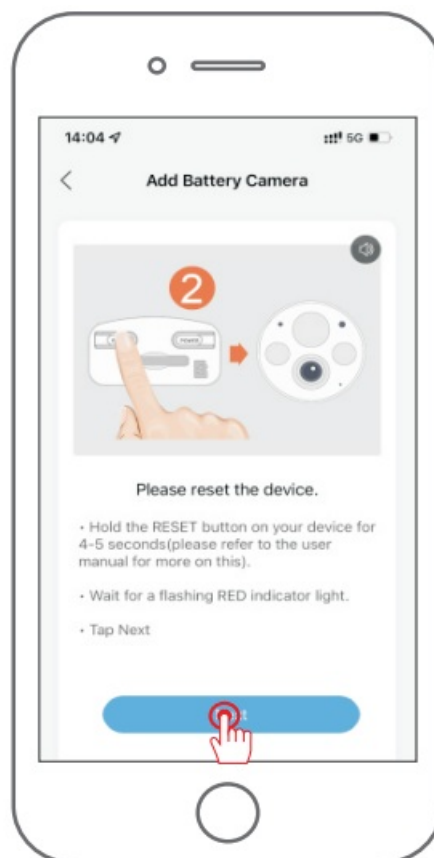 14:04
5G
Add Battery Camera
2
POWER
Please reset the device.
• Hold the RESET button on your device for
4-5 seconds(please refer to the user
manual for more on this).
• Wait for a flashing RED indicator light.
• Tap Next